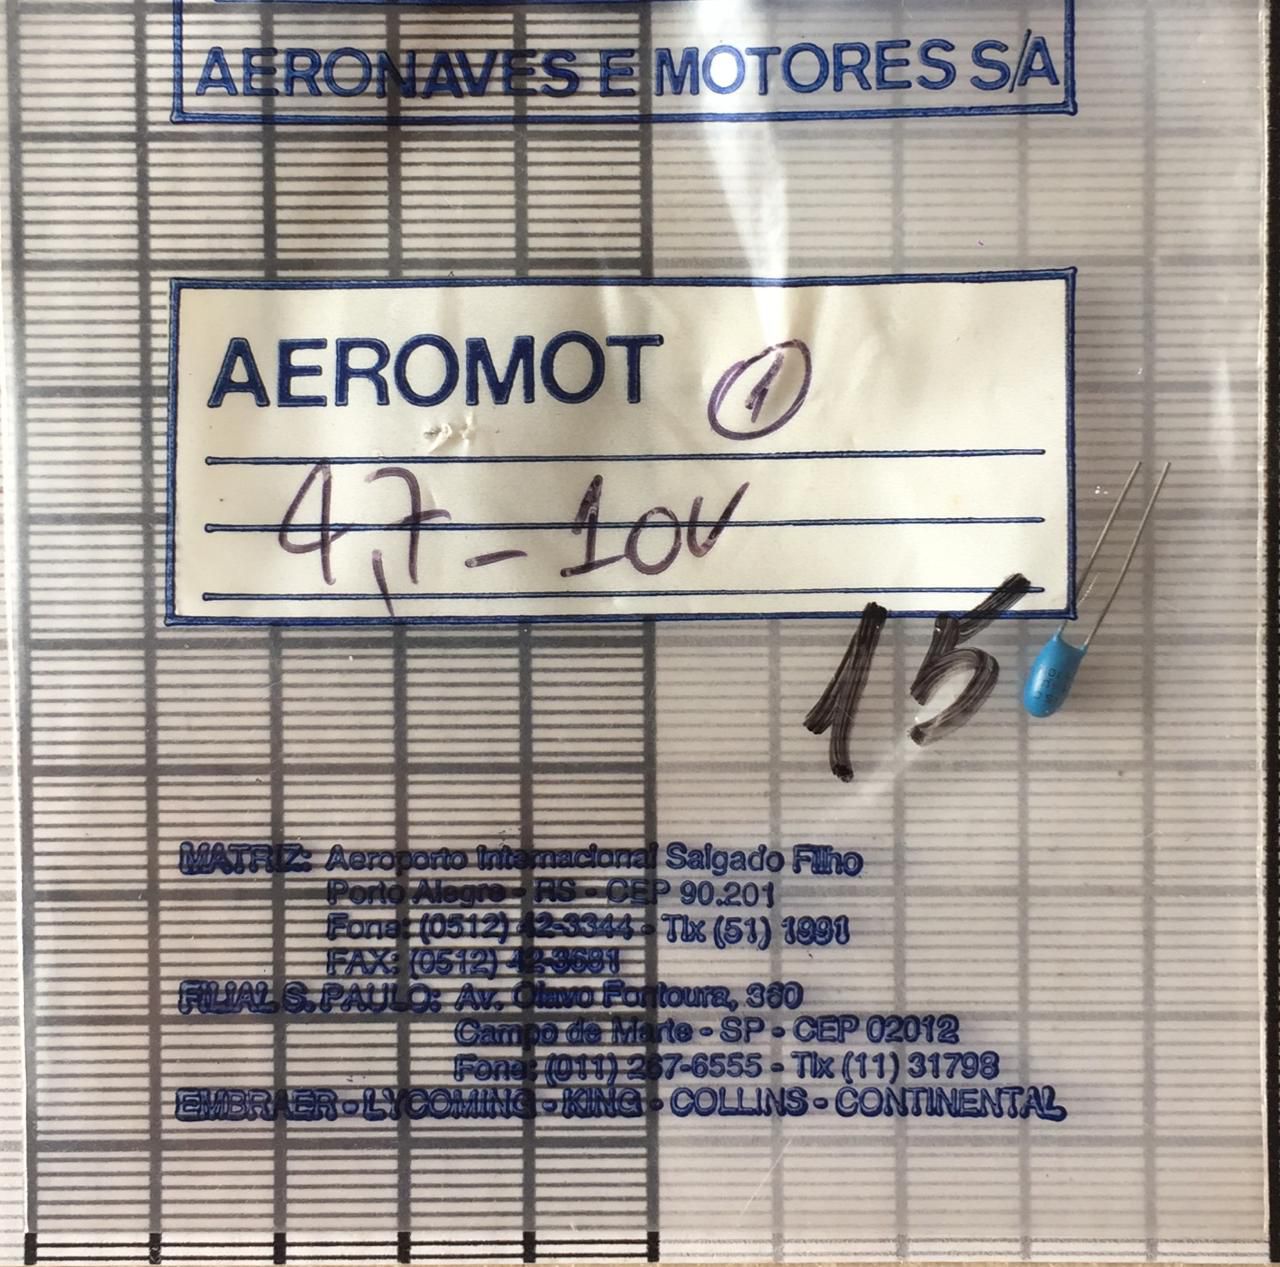 AERONAVES E MOTORES S/A
AEROMOT 1
4,7 - 10V
15
MATRIZ: Aeroporto Internacional Salgado Filho
Porto Alegre - RS - CEP 90.201
Fone: (0512) 42-3344 - Tlx (51) 1991
FAX: (0512) 42-3681
FILIAL S. PAULO: Av. Olavo Fontoura, 360
Campo de Marte - SP - CEP 02012
Fone: (011) 267-6555 - Tlx (11) 31798
EMBRAER - LYCOMING - KING - COLLINS - CONTINENTAL